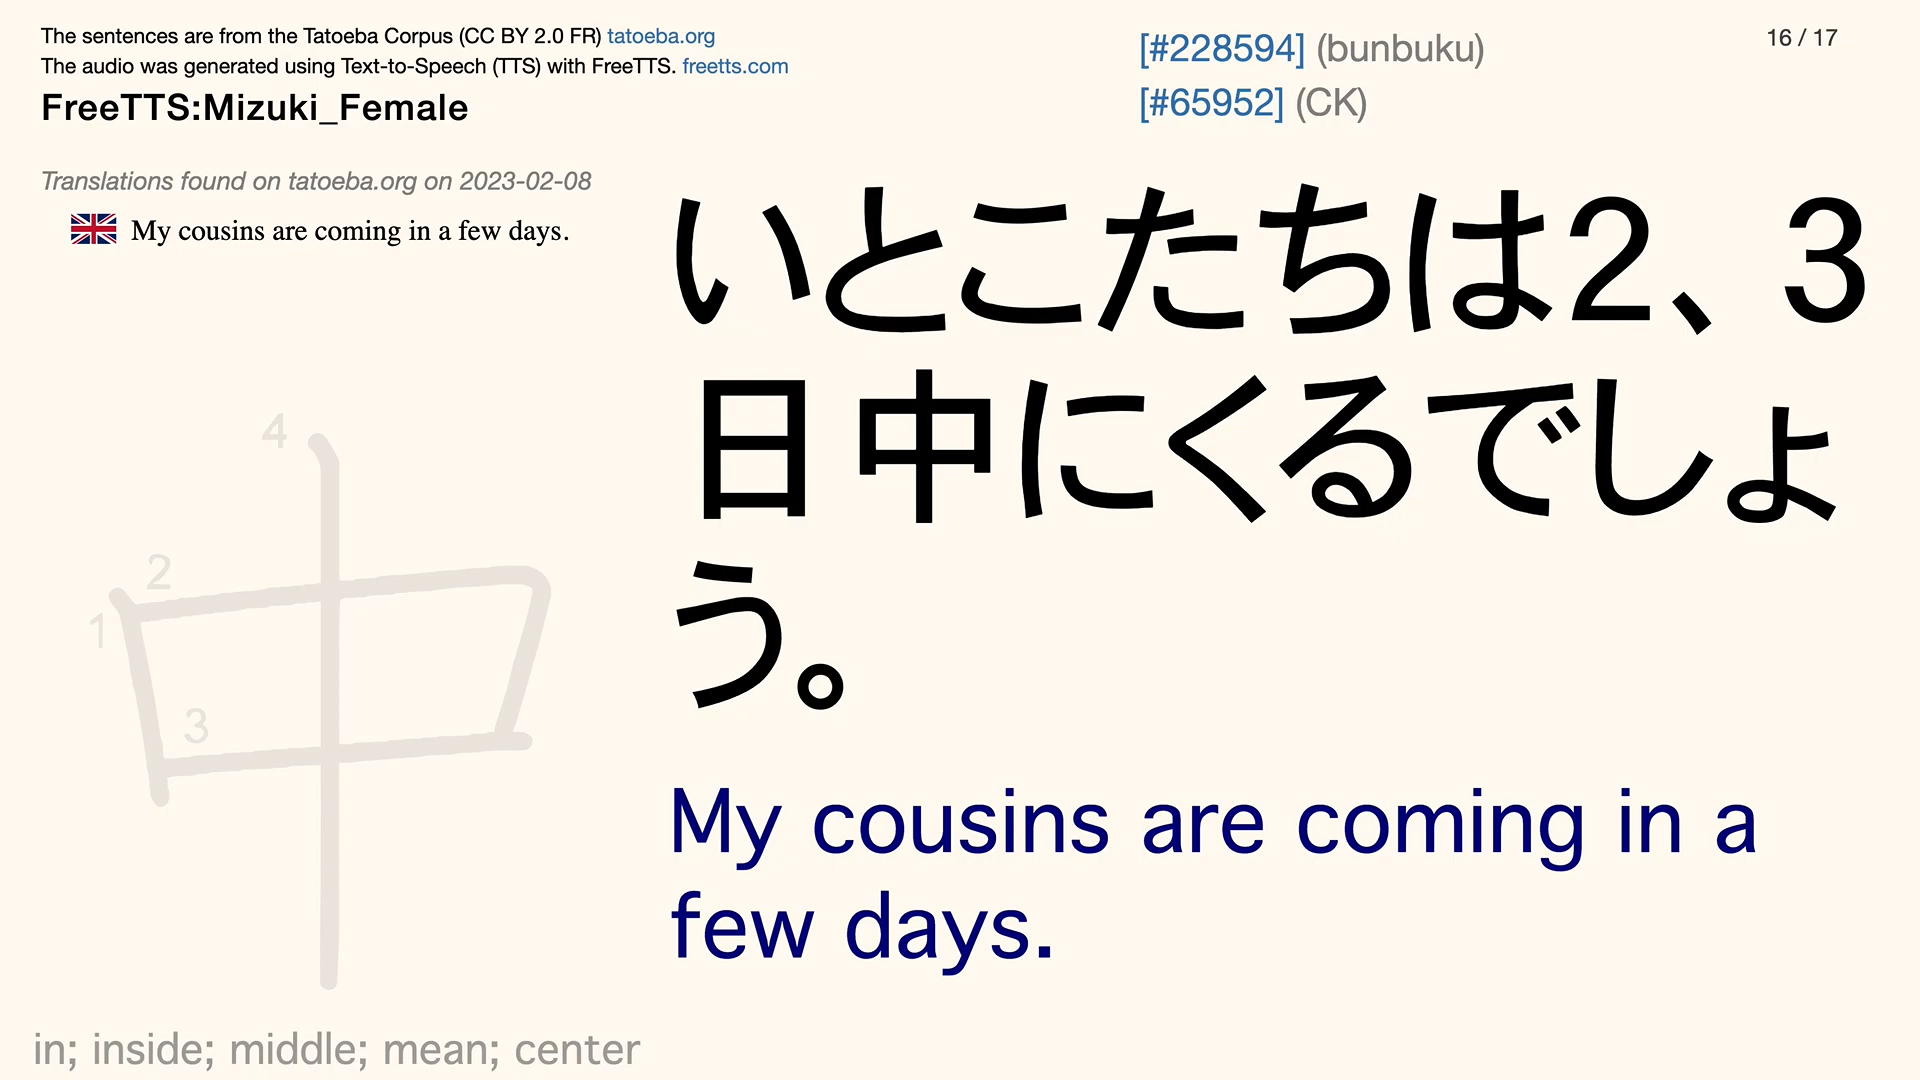 The sentences are from the Tatoeba Corpus (CC BY 2.0 FR) tatoeba.org
The audio was generated using Text-to-Speech (TTS) with FreeTTS. freetts.com
FreeTTS:Mizuki_Female
[#228594] (bunbuku)
[#65952] (CK)
16 / 17
Translations found on tatoeba.org on 2023-02-08
My cousins are coming in a few days.
いとこたちは2、3
日中にくるでしょ
う。
My cousins are coming in a
few days.
4
2
1
3
中
in; inside; middle; mean; center